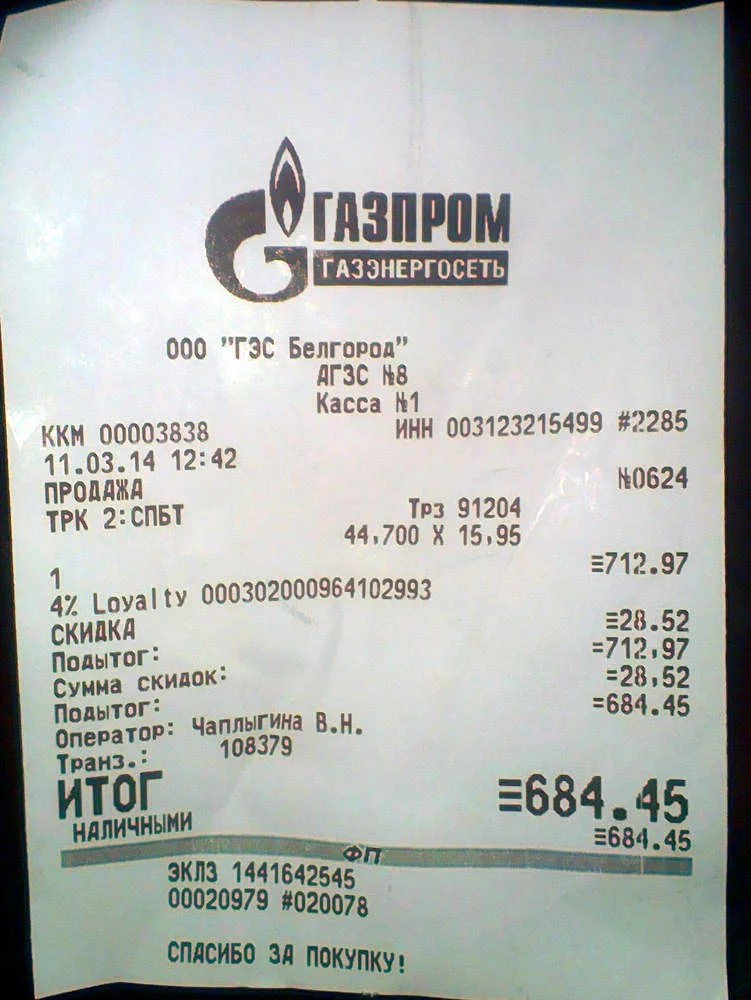 ГАЗПРОМ
ГАЗЭНЕРГОСЕТЬ
ООО "ГЭС Белгород"
АГЗС №8
Касса №1
ККМ 00003838 ИНН 003123215499 #2285
11.03.14 12:42
ПРОДАЖА №0624
ТРК 2:СПБТ Трз 91204
44,700 X 15,95
1 ≡712.97
4% Loyalty 000302000964102993
СКИДКА ≡28.52
Подытог: =712,97
Сумма скидок: =28,52
Подытог: =684.45
Оператор: Чаплыгина В.Н.
Транз.: 108379
ИТОГ ≡684.45
НАЛИЧНЫМИ ≡684.45
ФП
ЭКЛЗ 1441642545
00020979 #020078
СПАСИБО ЗА ПОКУПКУ!